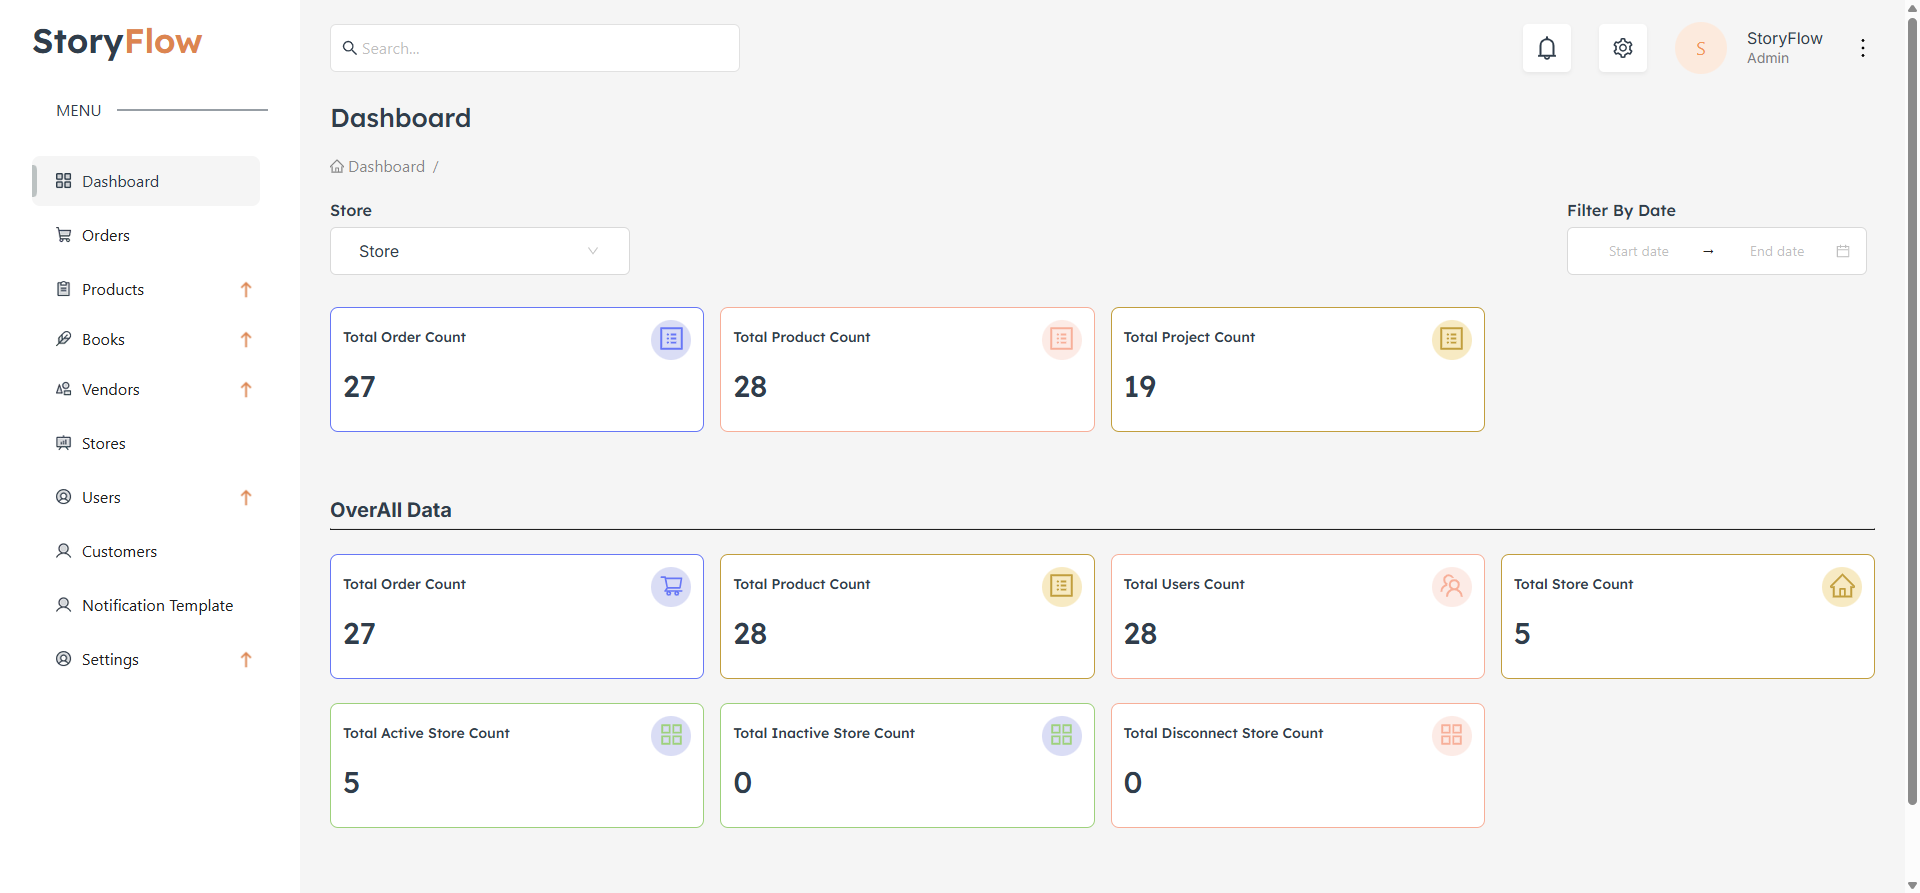 StoryFlow
MENU
Dashboard
Orders
Products
Books
Vendors
Stores
Users
Customers
Notification Template
Settings
Search...
S
StoryFlow
Admin
Dashboard
Dashboard /
Store
Store
Filter By Date
Start date → End date
Total Order Count
27
Total Product Count
28
Total Project Count
19
OverAll Data
Total Order Count
27
Total Product Count
28
Total Users Count
28
Total Store Count
5
Total Active Store Count
5
Total Inactive Store Count
0
Total Disconnect Store Count
0